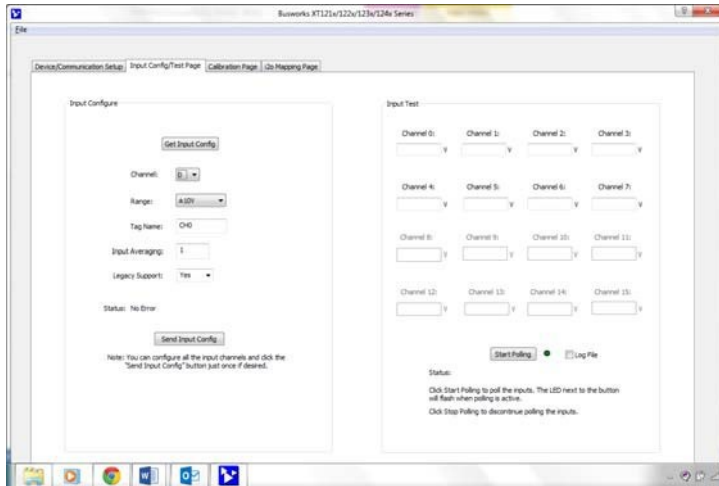 Busworks XT121x/122x/123x/124x Series
File
Device/Communication Setup Input Config/Test Page Calibration Page i2o Mapping Page
Input Configure
Get Input Config
Channel: 0
Range: ±10V
Tag Name: CH0
Input Averaging: 1
Legacy Support: Yes
Status: No Error
Send Input Config
Note: You can configure all the input channels and click the
"Send Input Config" button just once if desired.
Input Test
Channel 0: Channel 1: Channel 2: Channel 3:
V V V V
Channel 4: Channel 5: Channel 6: Channel 7:
V V V V
Channel 8: Channel 9: Channel 10: Channel 11:
V V V V
Channel 12: Channel 13: Channel 14: Channel 15:
V V V V
Start Polling Log File
Status:
Click Start Polling to poll the inputs. The LED next to the button
will flash when polling is active.
Click Stop Polling to discontinue polling the inputs.